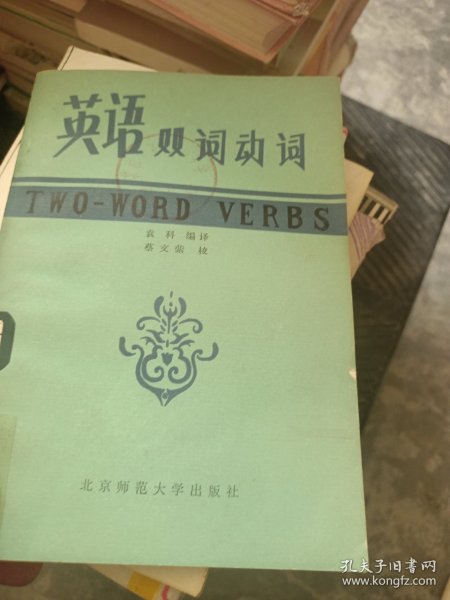 英语双词动词
TWO-WORD VERBS
袁科 编译
蔡文萦 校
北京师范大学出版社
孔夫子旧书网
www.kongfz.com